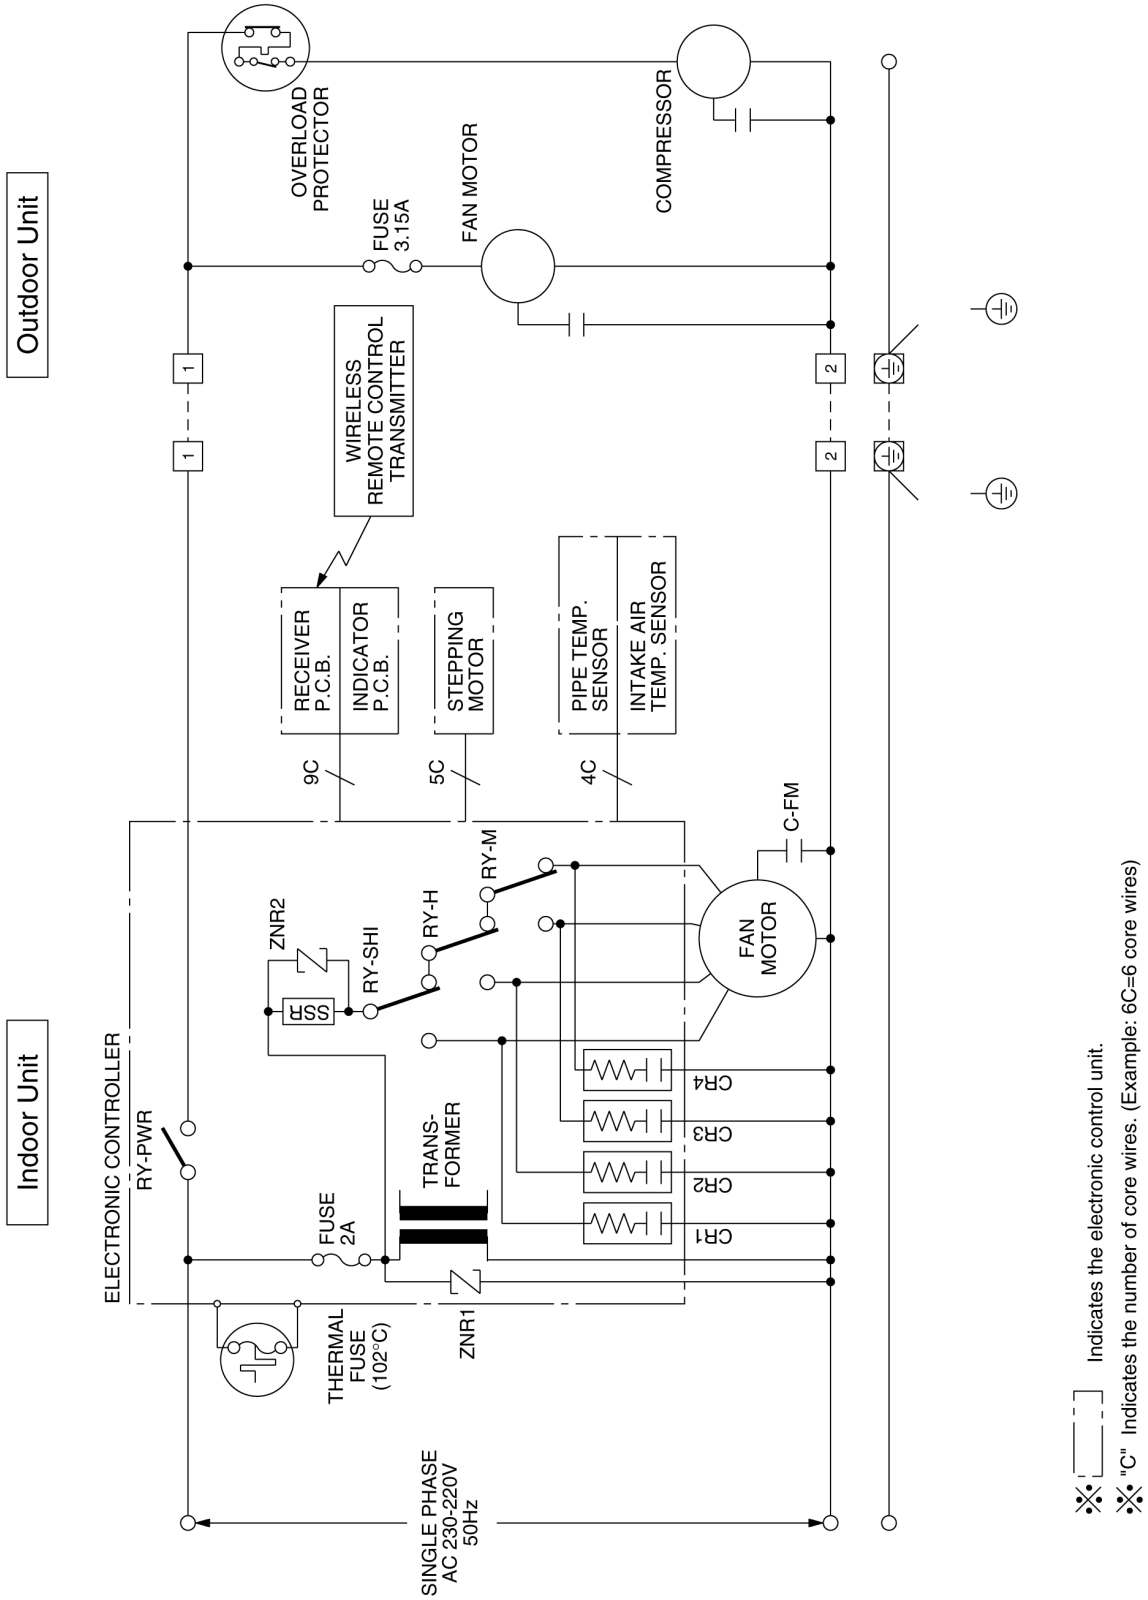 Indoor Unit
Outdoor Unit
ELECTRONIC CONTROLLER
RY-PWR
1
1
OVERLOAD
PROTECTOR
THERMAL
FUSE
(102°C)
FUSE
2A
ZNR2
SSR
RY-SHI
RY-H
RY-M
9C
RECEIVER
P.C.B.
INDICATOR
P.C.B.
WIRELESS
REMOTE CONTROL
TRANSMITTER
FUSE
3.15A
FAN MOTOR
TRANS-
FORMER
5C
STEPPING
MOTOR
ZNR1
4C
PIPE TEMP.
SENSOR
INTAKE AIR
TEMP. SENSOR
COMPRESSOR
CR1
CR2
CR3
CR4
FAN
MOTOR
C-FM
SINGLE PHASE
AC 230-220V
50Hz
2
2
※: Indicates the electronic control unit.
※: "C" Indicates the number of core wires. (Example: 6C=6 core wires)